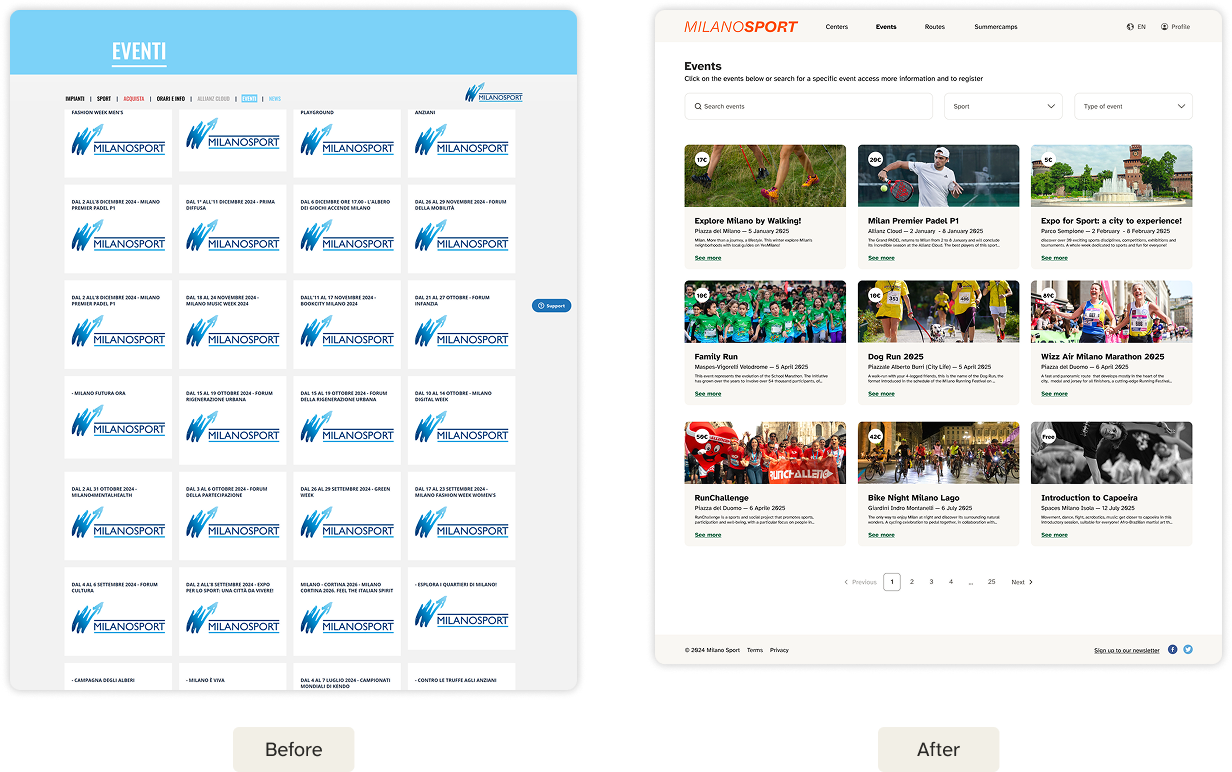 EVENTI
IMPIANTI | SPORT | ACQUISTA | ORARI E INFO | ALLIANZ CLOUD | EVENTI | NEWS
MILANOSPORT
FASHION WEEK MEN'S
MILANOSPORT
MILANOSPORT
PLAYGROUND
MILANOSPORT
ANZIANI
MILANOSPORT
DAL 2 ALL'8 DICEMBRE 2024 - MILANO
PREMIER PADEL P1
MILANOSPORT
DAL 1° ALL'11 DICEMBRE 2024 - PRIMA
DIFFUSA
MILANOSPORT
DAL 6 DICEMBRE ORE 17.00 - L'ALBERO
DEI GIOCHI ACCENDE MILANO
MILANOSPORT
DAL 26 AL 29 NOVEMBRE 2024 - FORUM
DELLA MOBILITÀ
MILANOSPORT
DAL 2 ALL'8 DICEMBRE 2024 - MILANO
PREMIER PADEL P1
MILANOSPORT
DAL 18 AL 24 NOVEMBRE 2024 -
MILANO MUSIC WEEK 2024
MILANOSPORT
DALL'11 AL 17 NOVEMBRE 2024 -
BOOKCITY MILANO 2024
MILANOSPORT
DAL 21 AL 27 OTTOBRE - FORUM
INFANZIA
MILANOSPORT
Support
- MILANO FUTURA ORA
MILANOSPORT
DAL 15 AL 19 OTTOBRE 2024 - FORUM
RIGENERAZIONE URBANA
MILANOSPORT
DAL 15 AL 19 OTTOBRE 2024 - FORUM
DELLA RIGENERAZIONE URBANA
MILANOSPORT
DAL 10 AL 14 OTTOBRE - MILANO
DIGITAL WEEK
MILANOSPORT
DAL 2 AL 31 OTTOBRE 2024 -
MILANO4MENTALHEALTH
MILANOSPORT
DAL 3 AL 6 OTTOBRE 2024 - FORUM
DELLA PARTECIPAZIONE
MILANOSPORT
DAL 26 AL 29 SETTEMBRE 2024 - GREEN
WEEK
MILANOSPORT
DAL 17 AL 23 SETTEMBRE 2024 -
MILANO FASHION WEEK WOMEN'S
MILANOSPORT
DAL 4 AL 6 SETTEMBRE 2024 - FORUM
CULTURA
MILANOSPORT
DAL 2 ALL'8 SETTEMBRE 2024 - EXPO
PER LO SPORT: UNA CITTÀ DA VIVERE!
MILANOSPORT
MILANO - CORTINA 2026 - MILANO
CORTINA 2026. FEEL THE ITALIAN SPIRIT
MILANOSPORT
- ESPLORA I QUARTIERI DI MILANO!
MILANOSPORT
- CAMPAGNA DEGLI ALBERI
- MILANO È VIVA
DAL 4 AL 7 LUGLIO 2024 - CAMPIONATI
MONDIALI DI KENDO
- CONTRO LE TRUFFE AGLI ANZIANI
Before
MILANOSPORT Centers Events Routes Summercamps EN Profile
Events
Click on the events below or search for a specific event access more information and to register
Search events Sport Type of event
17€
Explore Milano by Walking!
Piazza del Milano — 5 January 2025
Milan. More than a journey, a lifestyle. This winter explore Milan's
neighborhoods with local guides on YesMilano!
See more
20€
Milan Premier Padel P1
Allianz Cloud — 2 January - 8 January 2025
The Grand PADEL returns to Milan from 2 to 8 January and will conclude
its incredible season at the Allianz Cloud. The best players of this sport...
See more
5€
Expo for Sport: a city to experience!
Parco Sempione — 2 February - 8 February 2025
discover over 30 exciting sports disciplines, competitions, exhibitions and
tournaments. A whole week dedicated to sports and fun for everyone!
See more
10€
Family Run
Maspes-Vigorelli Velodrome — 5 April 2025
This event represents the evolution of the School Marathon. The initiative
has grown over the years to involve over 54 thousand participants, of...
See more
10€
353
Dog Run 2025
Piazzale Alberto Burri (City Life) — 5 April 2025
A walk-run with your 4-legged friends, this is the name of the Dog Run, the
format introduced in the schedule of the Milano Running Festival on ...
See more
89€
Wizz Air Milano Marathon 2025
Piazza del Duomo — 6 April 2025
A fast and panoramic route that develops mostly in the heart of the
city, medal and jersey for all finishers, a cutting-edge Running Festival...
See more
50€
RUNCHALLENGE
RunChallenge
Piazza del Duomo — 6 Aprile 2025
RunChallenge is a sports and social project that promotes sports,
participation and well-being, with a particular focus on people in...
See more
42€
Bike Night Milano Lago
Giardini Indro Montanelli — 6 July 2025
The only way to enjoy Milan at night and discover its surrounding natural
wonders. A cycling celebration to pedal together. In collaboration with...
See more
Free
Introduction to Capoeira
Spaces Milano Isola — 12 July 2025
Movement, dance, fight, acrobatics, music: get closer to capoeira in this
introductory session, suitable for everyone! Afro-Brazilian martial art th...
See more
Previous 1 2 3 4 ... 25 Next
© 2024 Milano Sport Terms Privacy Sign up to our newsletter
After